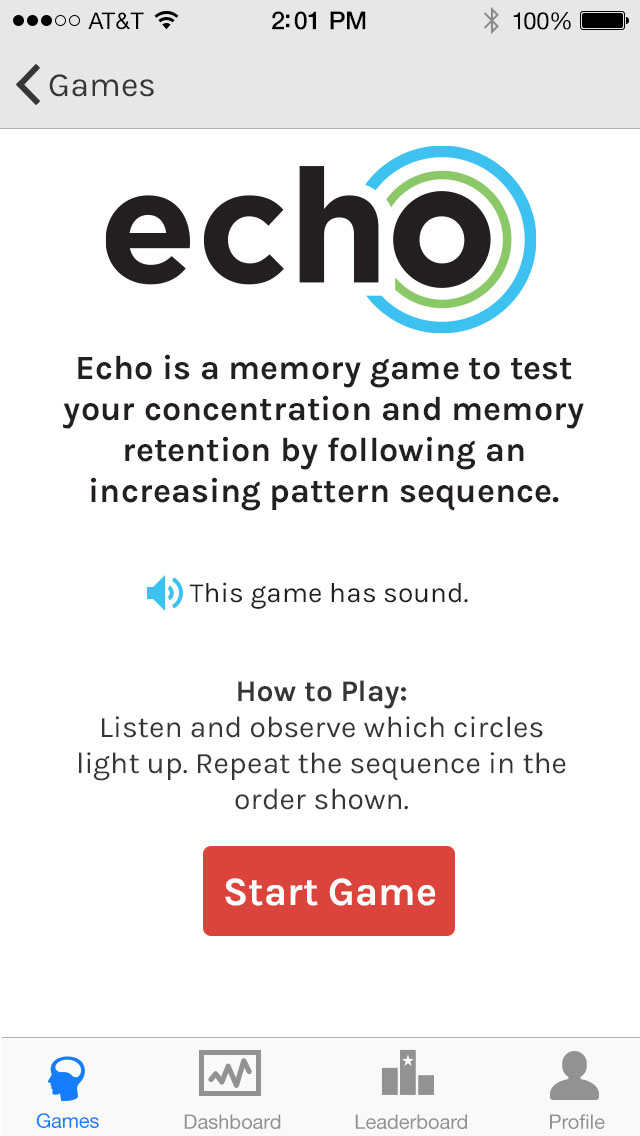 AT&T 2:01 PM 100%
Games
echo
Echo is a memory game to test
your concentration and memory
retention by following an
increasing pattern sequence.
This game has sound.
How to Play:
Listen and observe which circles
light up. Repeat the sequence in the
order shown.
Start Game
Games Dashboard Leaderboard Profile